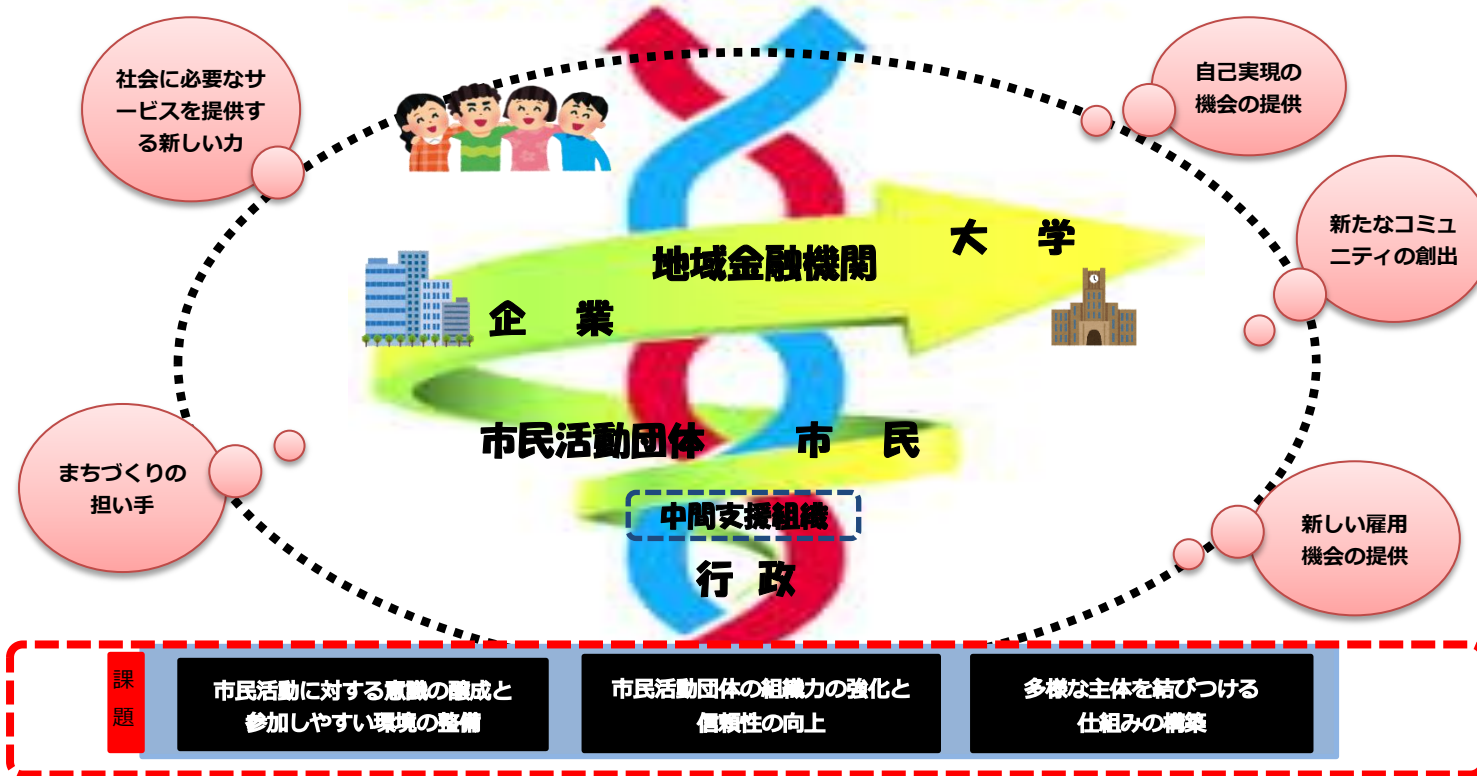 社会に必要なサ
ービスを提供す
る新しい力
自己実現の
機会の提供
新たなコミュ
ニティの創出
大　学
地域金融機関
企　業
市民活動団体
市　民
まちづくりの
担い手
中間支援組織
新しい雇用
機会の提供
行 政
課
題
市民活動に対する意識の醸成と
参加しやすい環境の整備
市民活動団体の組織力の強化と
信頼性の向上
多様な主体を結びつける
仕組みの構築